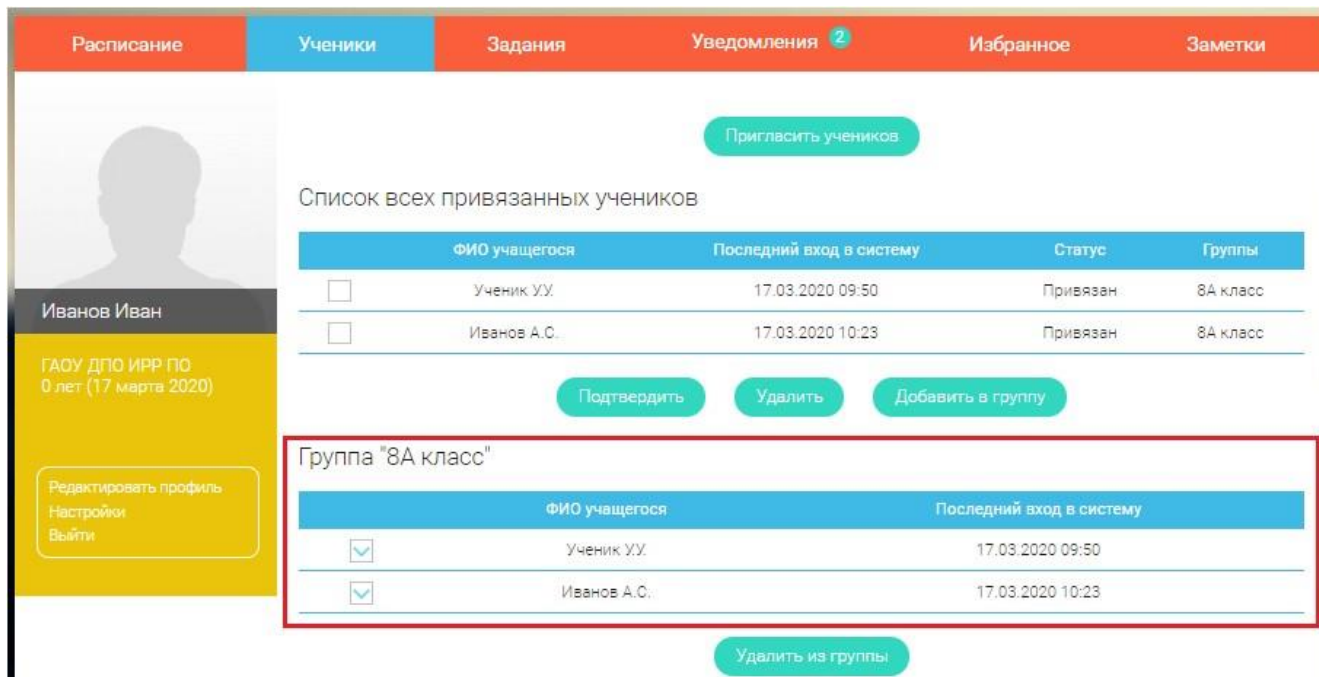 Расписание Ученики Задания Уведомления 2 Избранное Заметки
Пригласить учеников
Список всех привязанных учеников
ФИО учащегося Последний вход в систему Статус Группы
Ученик У.У. 17.03.2020 09:50 Привязан 8А класс
Иванов А.С. 17.03.2020 10:23 Привязан 8А класс
Подтвердить Удалить Добавить в группу
Иванов Иван
ГАОУ ДПО ИРР ПО
0 лет (17 марта 2020)
Редактировать профиль
Настройки
Выйти
Группа "8А класс"
ФИО учащегося Последний вход в систему
Ученик У.У. 17.03.2020 09:50
Иванов А.С. 17.03.2020 10:23
Удалить из группы